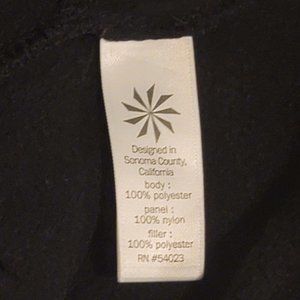 Designed in
Sonoma County,
California
body :
100% polyester
panel :
100% nylon
filler :
100% polyester
RN #54023